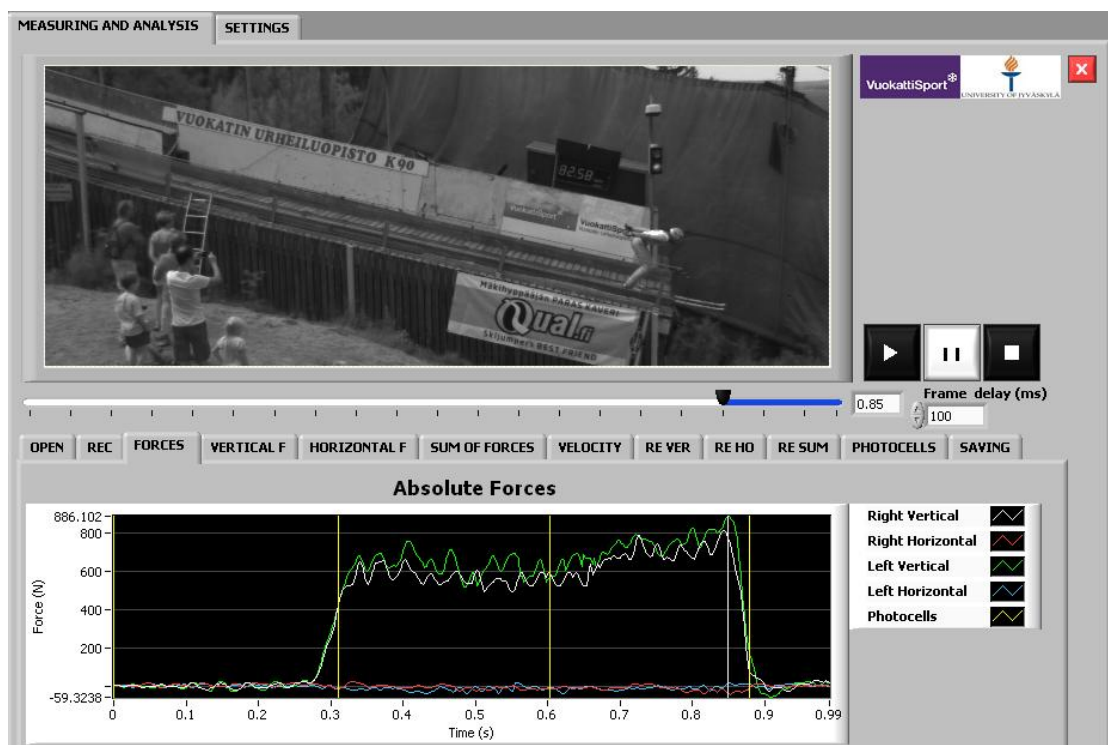 MEASURING AND ANALYSIS
SETTINGS
VUOKATIN URHEILUOPISTO K90
82.58
VuokattiSport
VuokattiSport
Mäkihyppääjän PARAS KAVERI
Qual.fi
Skijumpers BEST FRIEND
VuokattiSport
UNIVERSITY OF JYVÄSKYLÄ
X
0.85
Frame delay (ms)
100
OPEN
REC
FORCES
VERTICAL F
HORIZONTAL F
SUM OF FORCES
VELOCITY
RE VER
RE HO
RE SUM
PHOTOCELLS
SAVING
Absolute Forces
886.102
800
600
400
200
-59.3238
Force (N)
0 0.1 0.2 0.3 0.4 0.5 0.6 0.7 0.8 0.9 0.99
Time (s)
Right Vertical
Right Horizontal
Left Vertical
Left Horizontal
Photocells